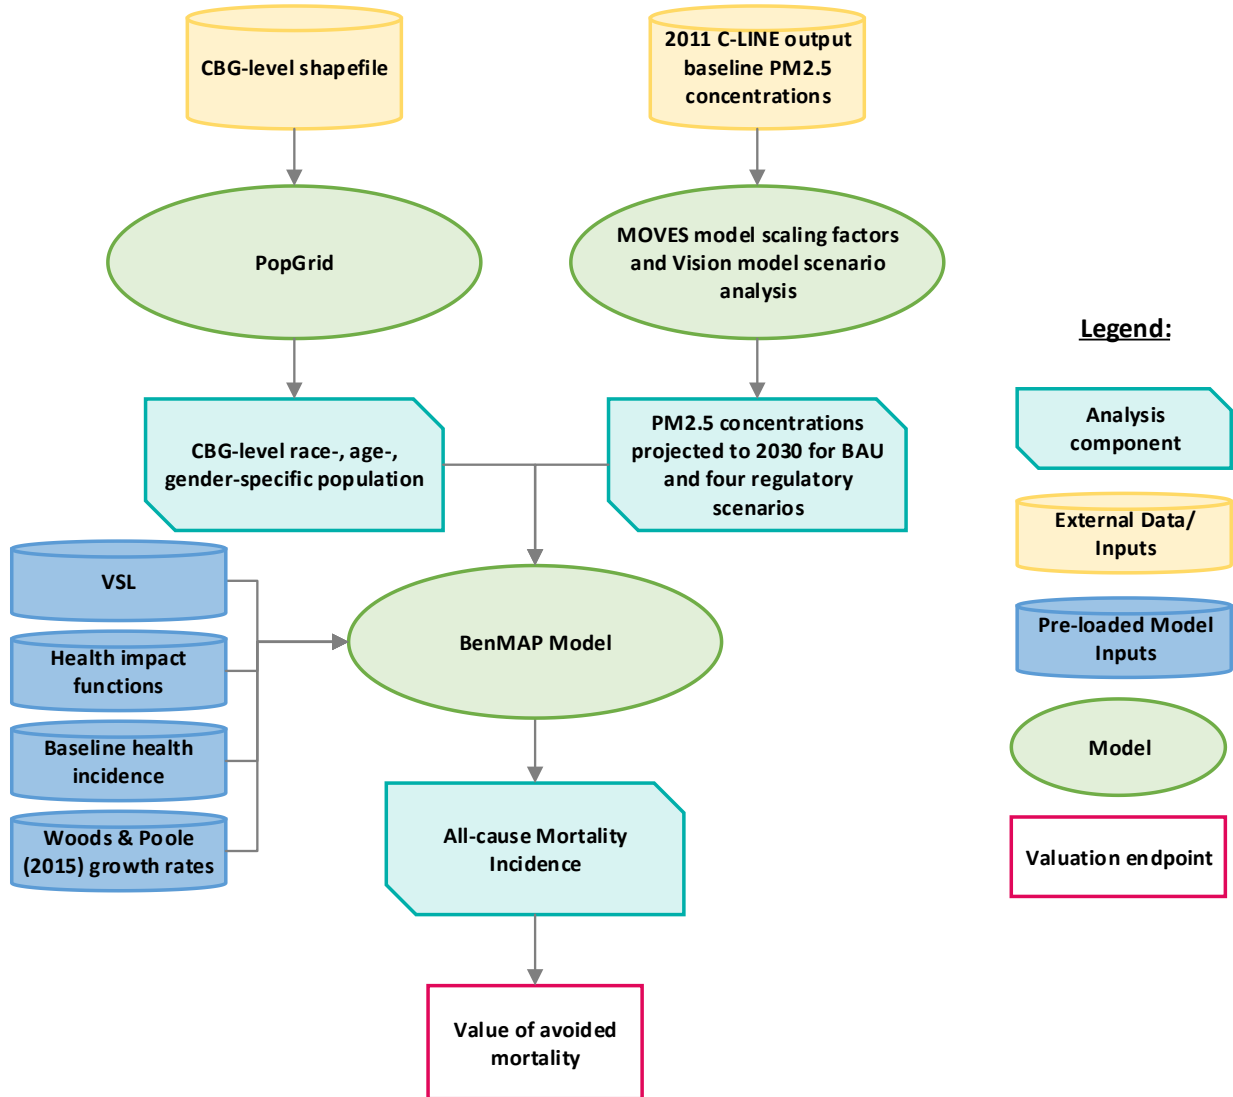 CBG-level shapefile
2011 C-LINE output
baseline PM2.5
concentrations
PopGrid
MOVES model scaling factors
and Vision model scenario
analysis
CBG-level race-, age-,
gender-specific population
PM2.5 concentrations
projected to 2030 for BAU
and four regulatory
scenarios
VSL
Health impact
functions
Baseline health
incidence
Woods & Poole
(2015) growth rates
BenMAP Model
All-cause Mortality
Incidence
Value of avoided
mortality
Legend:
Analysis
component
External Data/
Inputs
Pre-loaded Model
Inputs
Model
Valuation endpoint